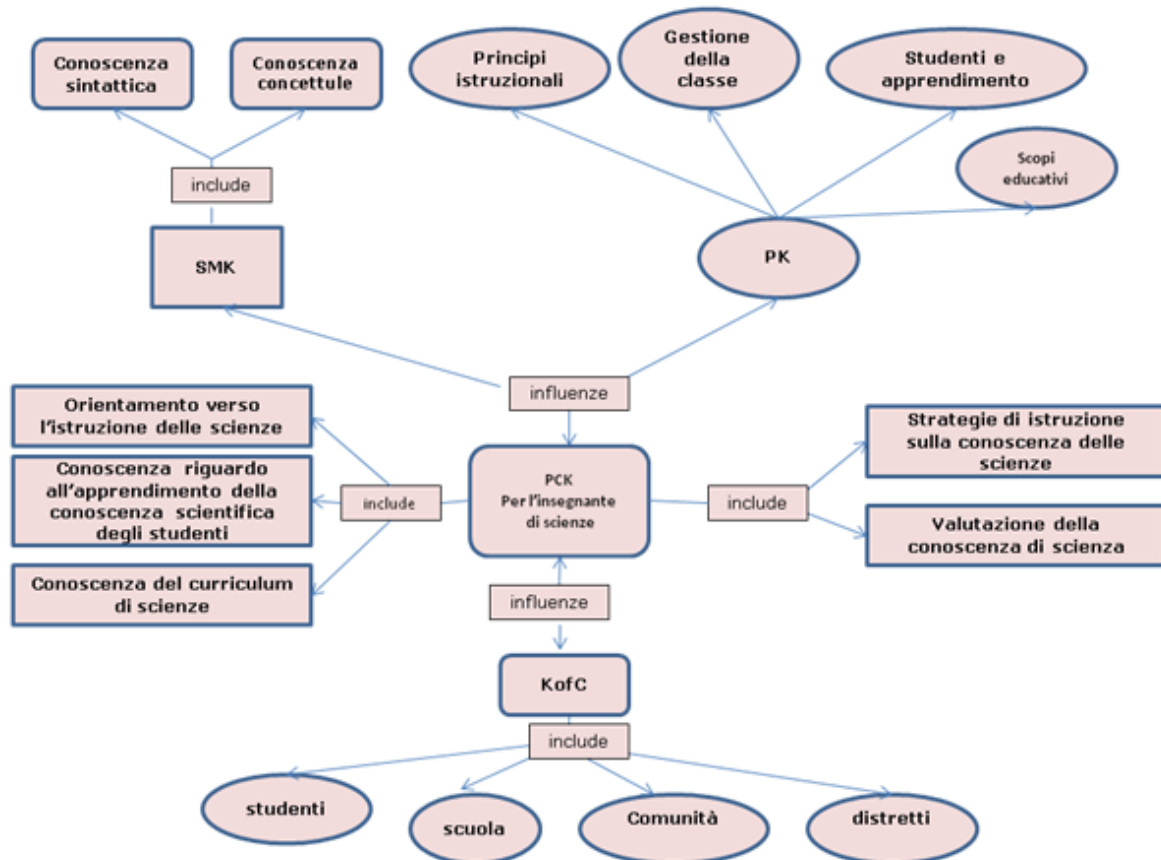 Conoscenza
sintattica
Conoscenza
concettule
Principi
istruzionali
Gestione
della
classe
Studenti e
apprendimento
Scopi
educativi
include
SMK
PK
influenze
Orientamento verso
l'istruzione delle scienze
Conoscenza riguardo
all'apprendimento della
conoscenza scientifica
degli studenti
Conoscenza del curriculum
di scienze
include
PCK
Per l'insegnante
di scienze
include
Strategie di istruzione
sulla conoscenza delle
scienze
Valutazione della
conoscenza di scienza
influenze
KofC
include
studenti
scuola
Comunità
distretti